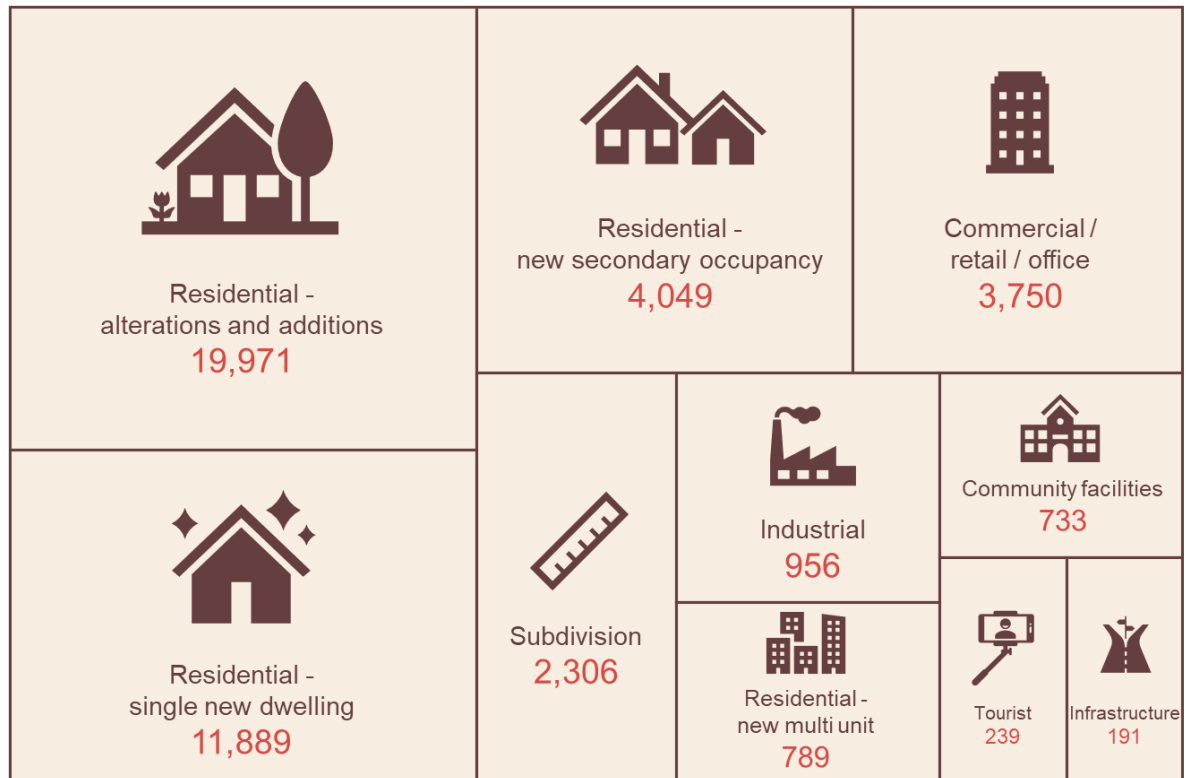 Residential -
alterations and additions
19,971
Residential -
new secondary occupancy
4,049
Commercial /
retail / office
3,750
Residential -
single new dwelling
11,889
Subdivision
2,306
Industrial
956
Residential -
new multi unit
789
Community facilities
733
Tourist
239
Infrastructure
191